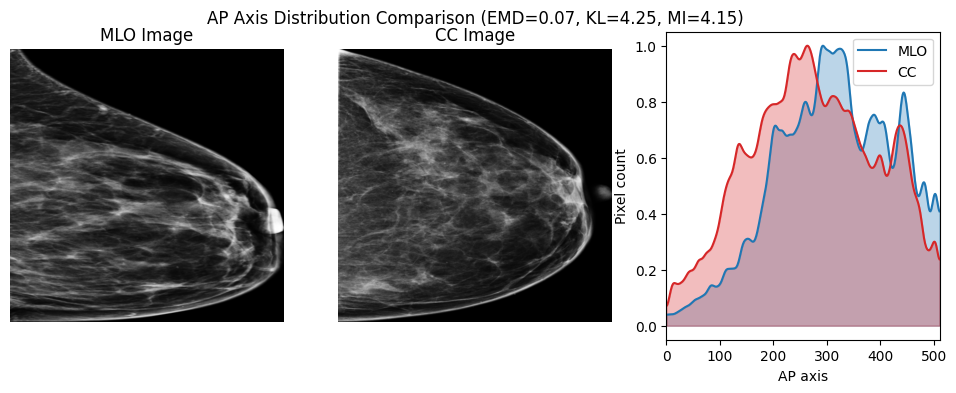 AP Axis Distribution Comparison (EMD=0.07, KL=4.25, MI=4.15)
MLO Image
CC Image
MLO
CC
Pixel count
1.0
0.8
0.6
0.4
0.2
0.0
0 100 200 300 400 500
AP axis